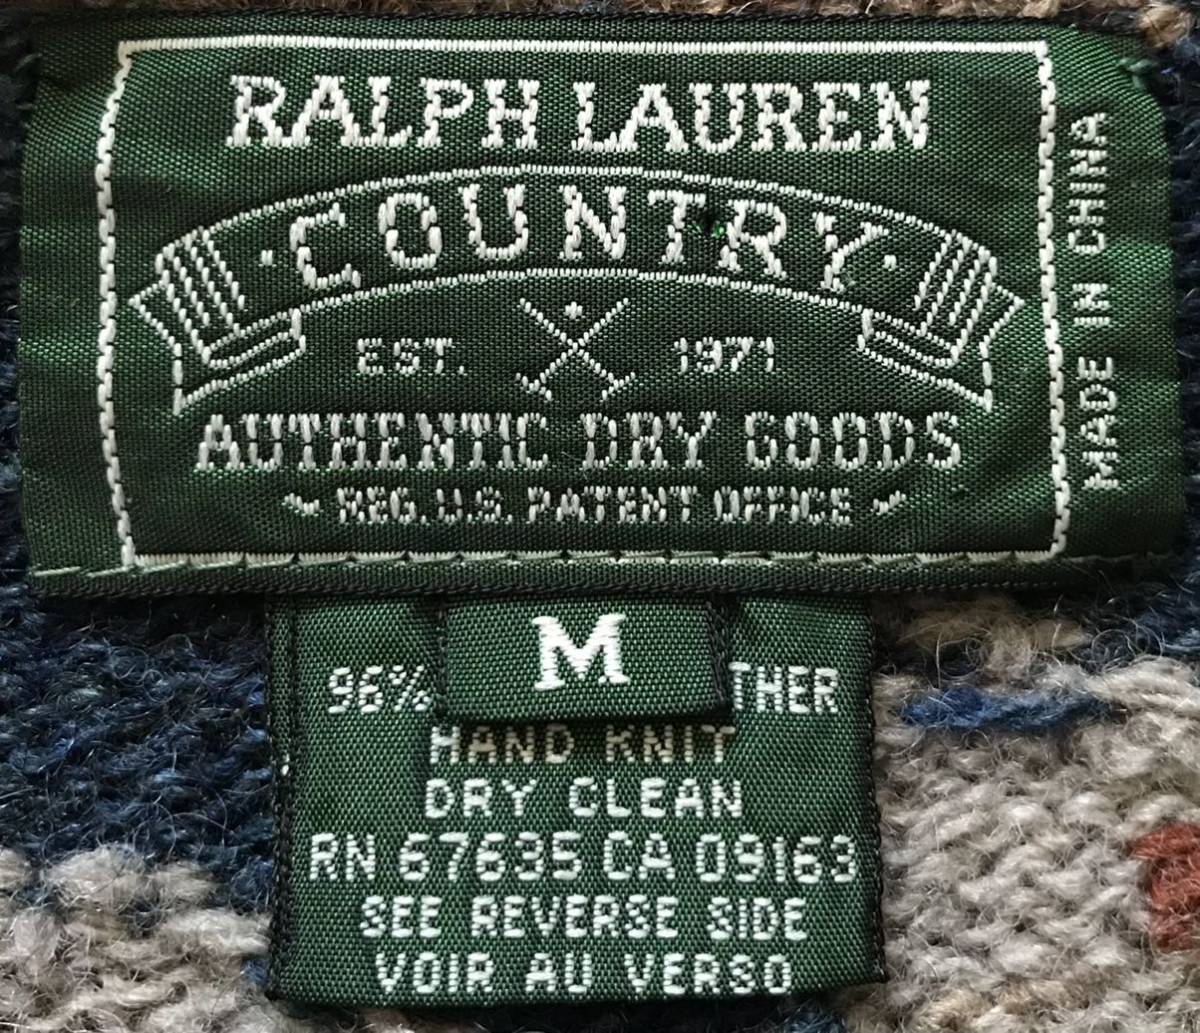 RALPH LAUREN
·COUNTRY·
EST. 1971
AUTHENTIC DRY GOODS
~ REG. U.S. PATENT OFFICE ~
MADE IN CHINA
M
96% THER
HAND KNIT
DRY CLEAN
RN 67635 CA 09163
SEE REVERSE SIDE
VOIR AU VERSO